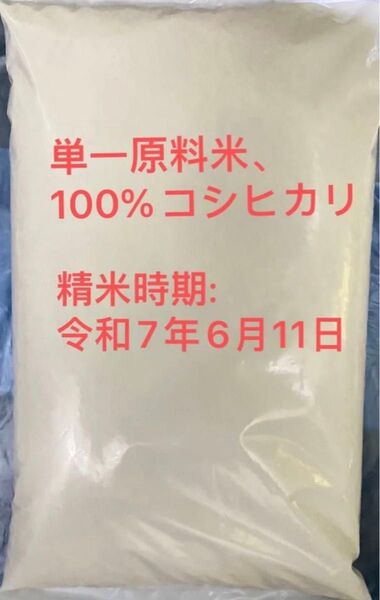 単一原料米、
100%コシヒカリ
精米時期:
令和7年6月11日